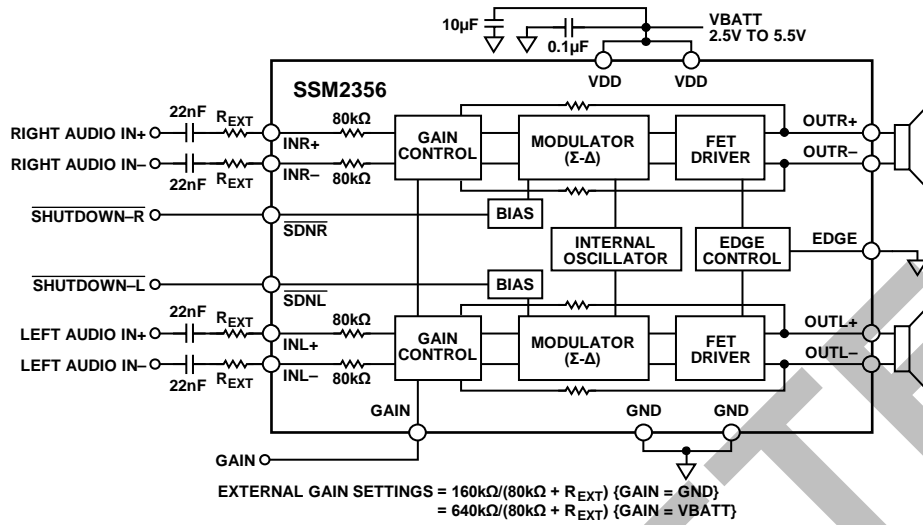 10µF
0.1µF
VBATT
2.5V TO 5.5V
VDD
VDD
SSM2356
22nF
REXT
80kΩ
RIGHT AUDIO IN+
INR+
GAIN
CONTROL
MODULATOR
(Σ-Δ)
FET
DRIVER
OUTR+
RIGHT AUDIO IN–
22nF
REXT
INR–
80kΩ
OUTR–
SHUTDOWN–R
SDNR
BIAS
INTERNAL
OSCILLATOR
EDGE
CONTROL
EDGE
SHUTDOWN–L
SDNL
BIAS
22nF
REXT
80kΩ
LEFT AUDIO IN+
INL+
GAIN
CONTROL
MODULATOR
(Σ-Δ)
FET
DRIVER
OUTL+
LEFT AUDIO IN–
22nF
REXT
INL–
80kΩ
OUTL–
GAIN
GND
GND
GAIN
EXTERNAL GAIN SETTINGS = 160kΩ/(80kΩ + REXT) {GAIN = GND}
= 640kΩ/(80kΩ + REXT) {GAIN = VBATT}